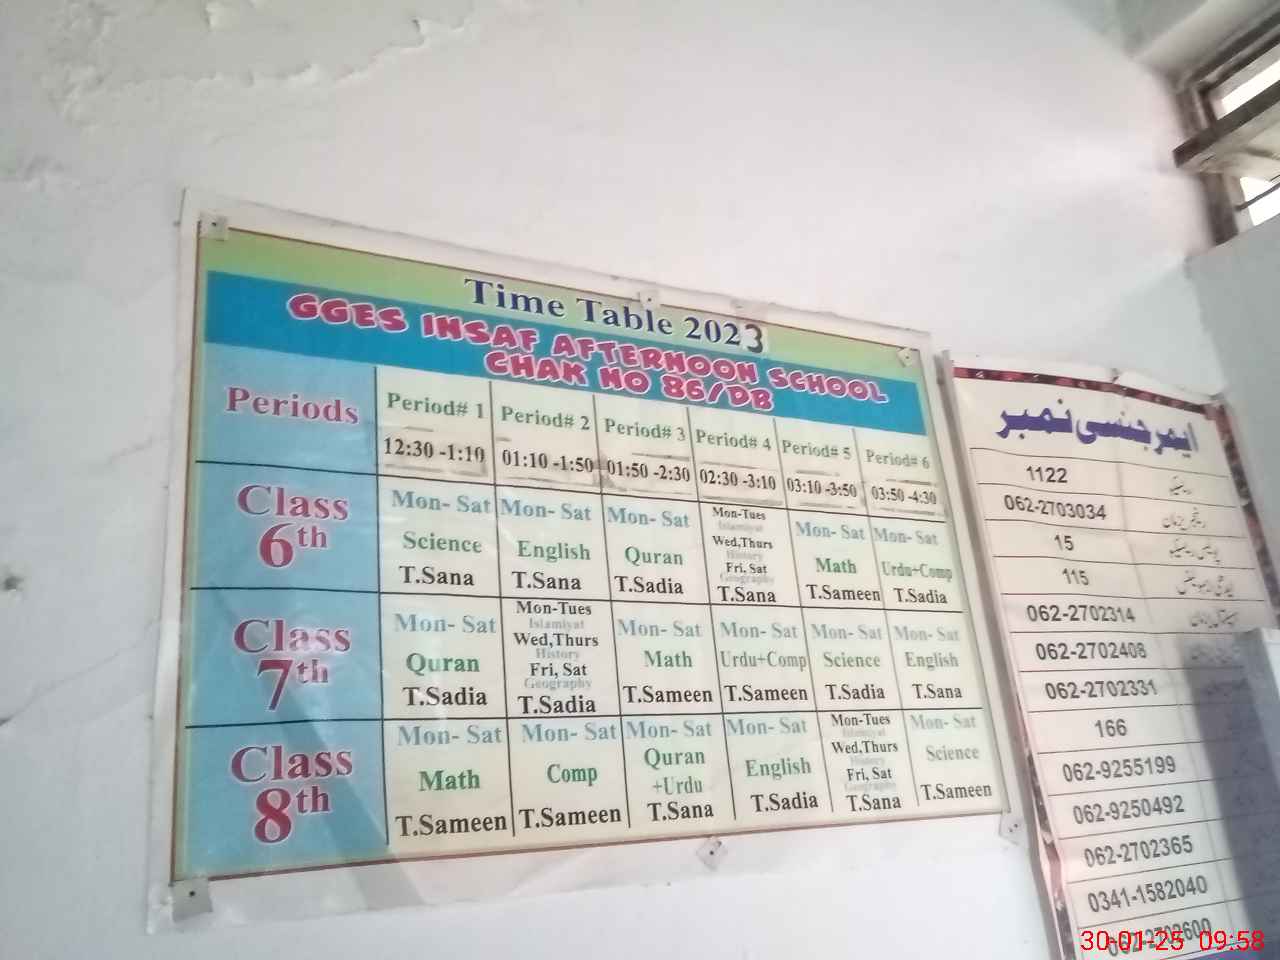 Time Table 2023
GGES INSAF AFTERNOON SCHOOL
CHAK NO 86/DB
Periods
Period# 1
12:30 -1:10
Period# 2
01:10 -1:50
Period# 3
01:50 -2:30
Period# 4
02:30 -3:10
Period# 5
03:10 -3:50
Period# 6
03:50 -4:30
Class
6th
Mon- Sat
Science
T.Sana
Mon- Sat
English
T.Sana
Mon- Sat
Quran
T.Sadia
Mon-Tues
Islamiyat
Wed,Thurs
History
Fri, Sat
Geography
T.Sana
Mon- Sat
Math
T.Sameen
Mon- Sat
Urdu+Comp
T.Sadia
Class
7th
Mon- Sat
Quran
T.Sadia
Mon-Tues
Islamiyat
Wed,Thurs
History
Fri, Sat
Geography
T.Sadia
Mon- Sat
Math
T.Sameen
Mon- Sat
Urdu+Comp
T.Sameen
Mon- Sat
Science
T.Sadia
Mon- Sat
English
T.Sana
Class
8th
Mon- Sat
Math
T.Sameen
Mon- Sat
Comp
T.Sameen
Mon- Sat
Quran
+Urdu
T.Sana
Mon- Sat
English
T.Sadia
Mon-Tues
Islamiyat
Wed,Thurs
History
Fri, Sat
Geography
T.Sana
Mon- Sat
Science
T.Sameen
ایمرجنسی نمبر
1122
062-2703034
15
115
062-2702314
062-2702408
062-2702331
166
062-9255199
062-9250492
062-2702365
0341-1582040
30-01-25 09:58